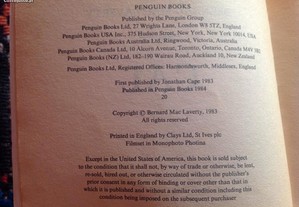 PENGUIN BOOKS
Published by the Penguin Group
Penguin Books Ltd, 27 Wrights Lane, London W8 5TZ, England
Penguin Books USA Inc., 375 Hudson Street, New York, New York 10014, USA
Penguin Books Australia Ltd, Ringwood, Victoria, Australia
Penguin Books Canada Ltd, 10 Alcorn Avenue, Toronto, Ontario, Canada M4V 3B2
Penguin Books (NZ) Ltd, 182–190 Wairau Road, Auckland 10, New Zealand
Penguin Books Ltd, Registered Offices: Harmondsworth, Middlesex, England
First published by Jonathan Cape 1983
Published in Penguin Books 1984
20
Copyright © Bernard Mac Laverty, 1983
All rights reserved
Printed in England by Clays Ltd, St Ives plc
Filmset in Monophoto Photina
Except in the United States of America, this book is sold subject
to the condition that it shall not, by way of trade or otherwise, be lent,
re-sold, hired out, or otherwise circulated without the publisher's
prior consent in any form of binding or cover other than that in
which it is published and without a similar condition including this
condition being imposed on the subsequent purchaser